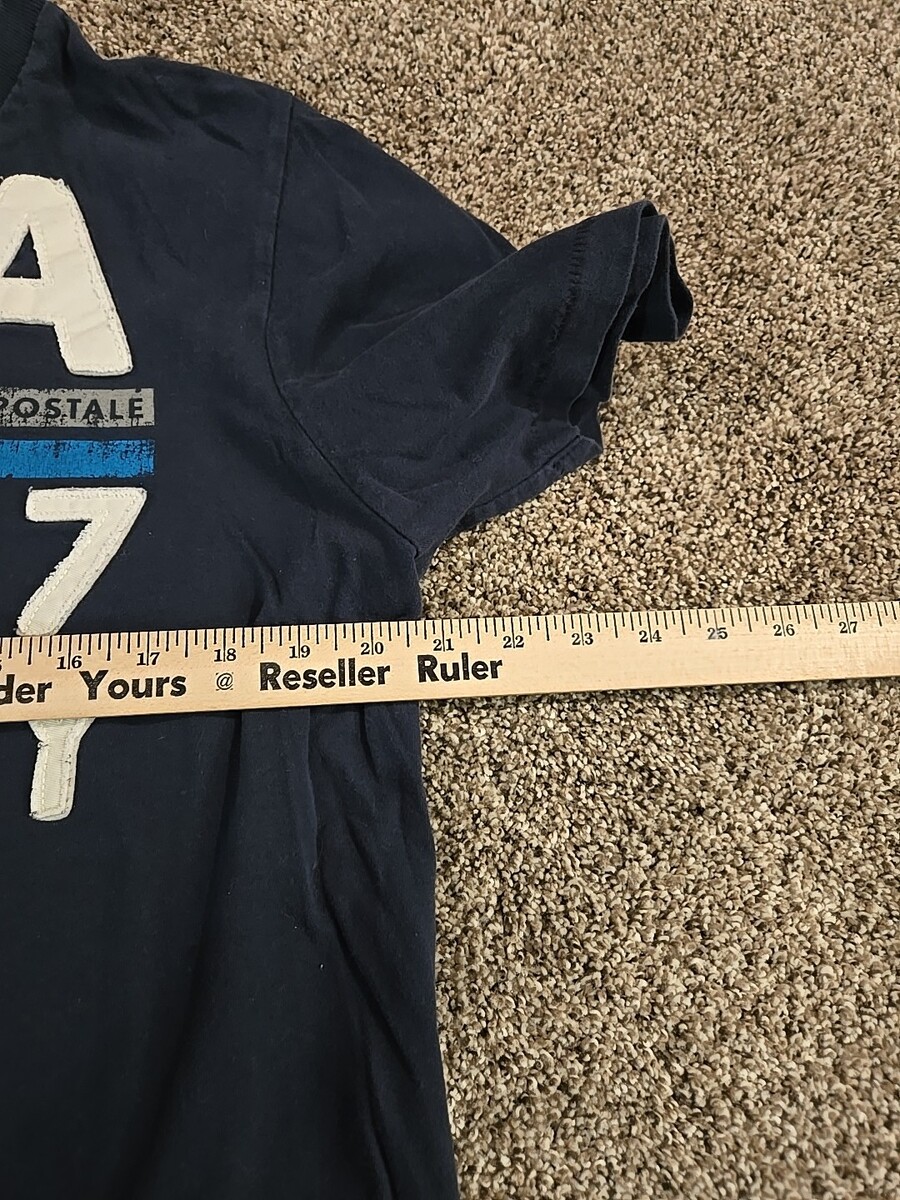 A
POSTALE
7
16 17 18 19 20 21 22 23 24 25 26 27
der Yours @ Reseller Ruler